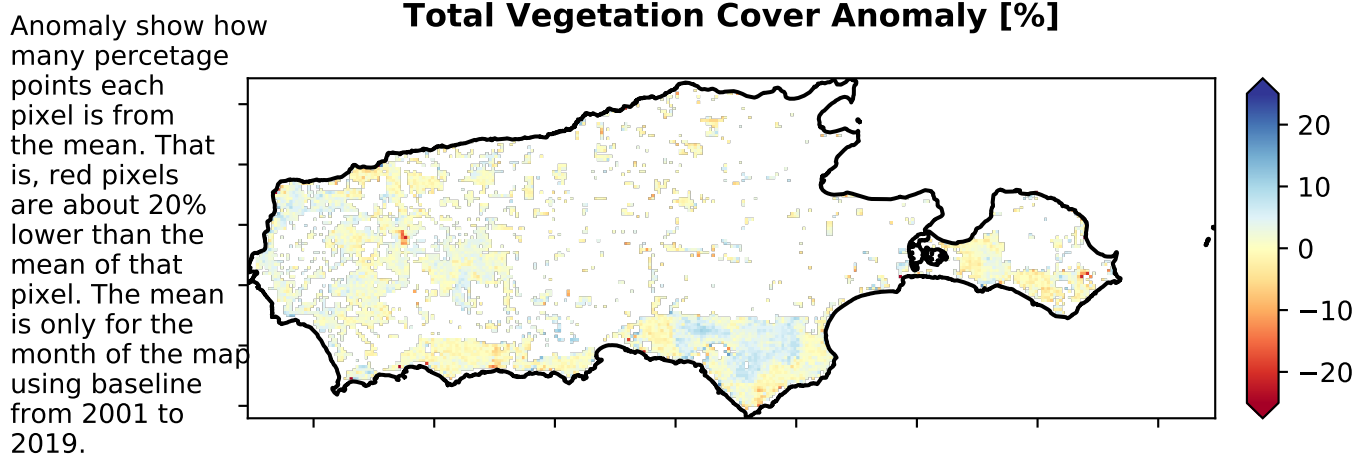 Total Vegetation Cover Anomaly [%]
Anomaly show how
many percetage
points each
pixel is from
the mean. That
is, red pixels
are about 20%
lower than the
mean of that
pixel. The mean
is only for the
month of the map
using baseline
from 2001 to
2019.
20
10
0
−10
−20